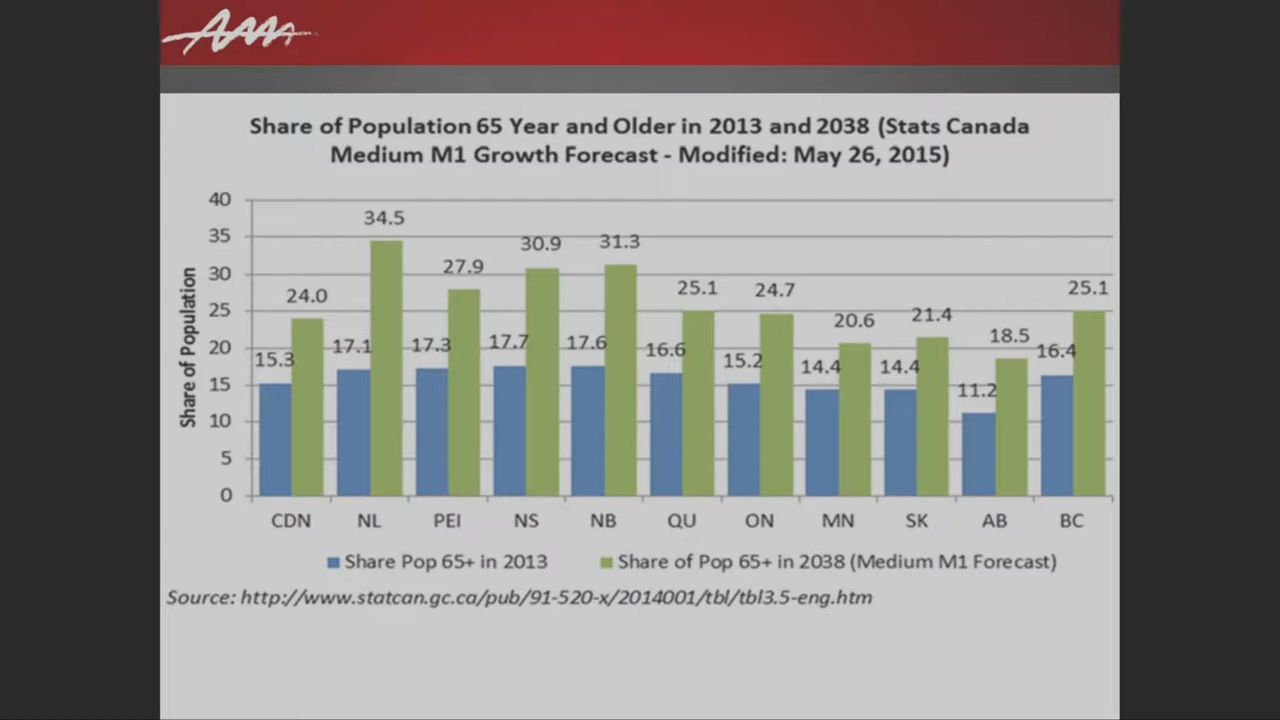 Share of Population 65 Year and Older in 2013 and 2038 (Stats Canada
Medium M1 Growth Forecast - Modified: May 26, 2015)
Share of Population
40
35
30
25
20
15
10
5
0
15.3 24.0 17.1 34.5 17.3 27.9 17.7 30.9 17.6 31.3 16.6 25.1 15.2 24.7 14.4 20.6 14.4 21.4 11.2 18.5 16.4 25.1
CDN NL PEI NS NB QU ON MN SK AB BC
Share Pop 65+ in 2013 Share of Pop 65+ in 2038 (Medium M1 Forecast)
Source: http://www.statcan.gc.ca/pub/91-520-x/2014001/tbl/tbl3.5-eng.htm